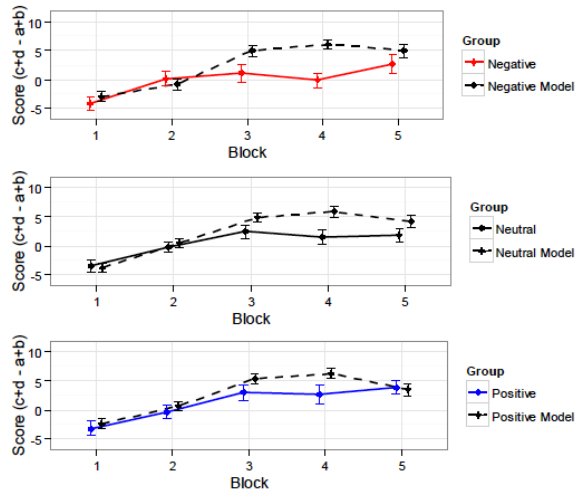 Score (c+d - a+b)
10
5
0
-5
1 2 3 4 5
Block
Group
Negative
Negative Model
Score (c+d - a+b)
10
5
0
-5
1 2 3 4 5
Block
Group
Neutral
Neutral Model
Score (c+d - a+b)
10
5
0
-5
1 2 3 4 5
Block
Group
Positive
Positive Model